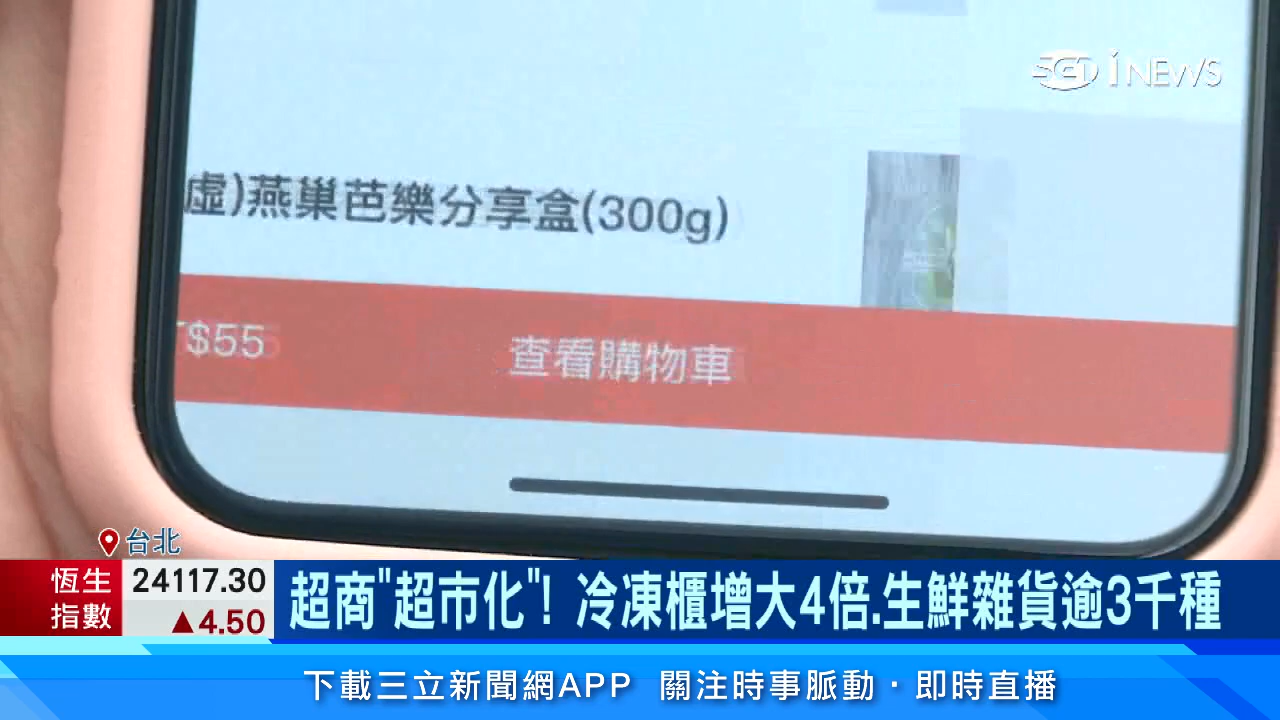 SET iNEWS
虛)燕巢芭樂分享盒(300g)
$55
查看購物車
台北
恆生
指數
24117.30
▲4.50
超商"超市化"! 冷凍櫃增大4倍.生鮮雜貨逾3千種
下載三立新聞網APP 關注時事脈動・即時直播